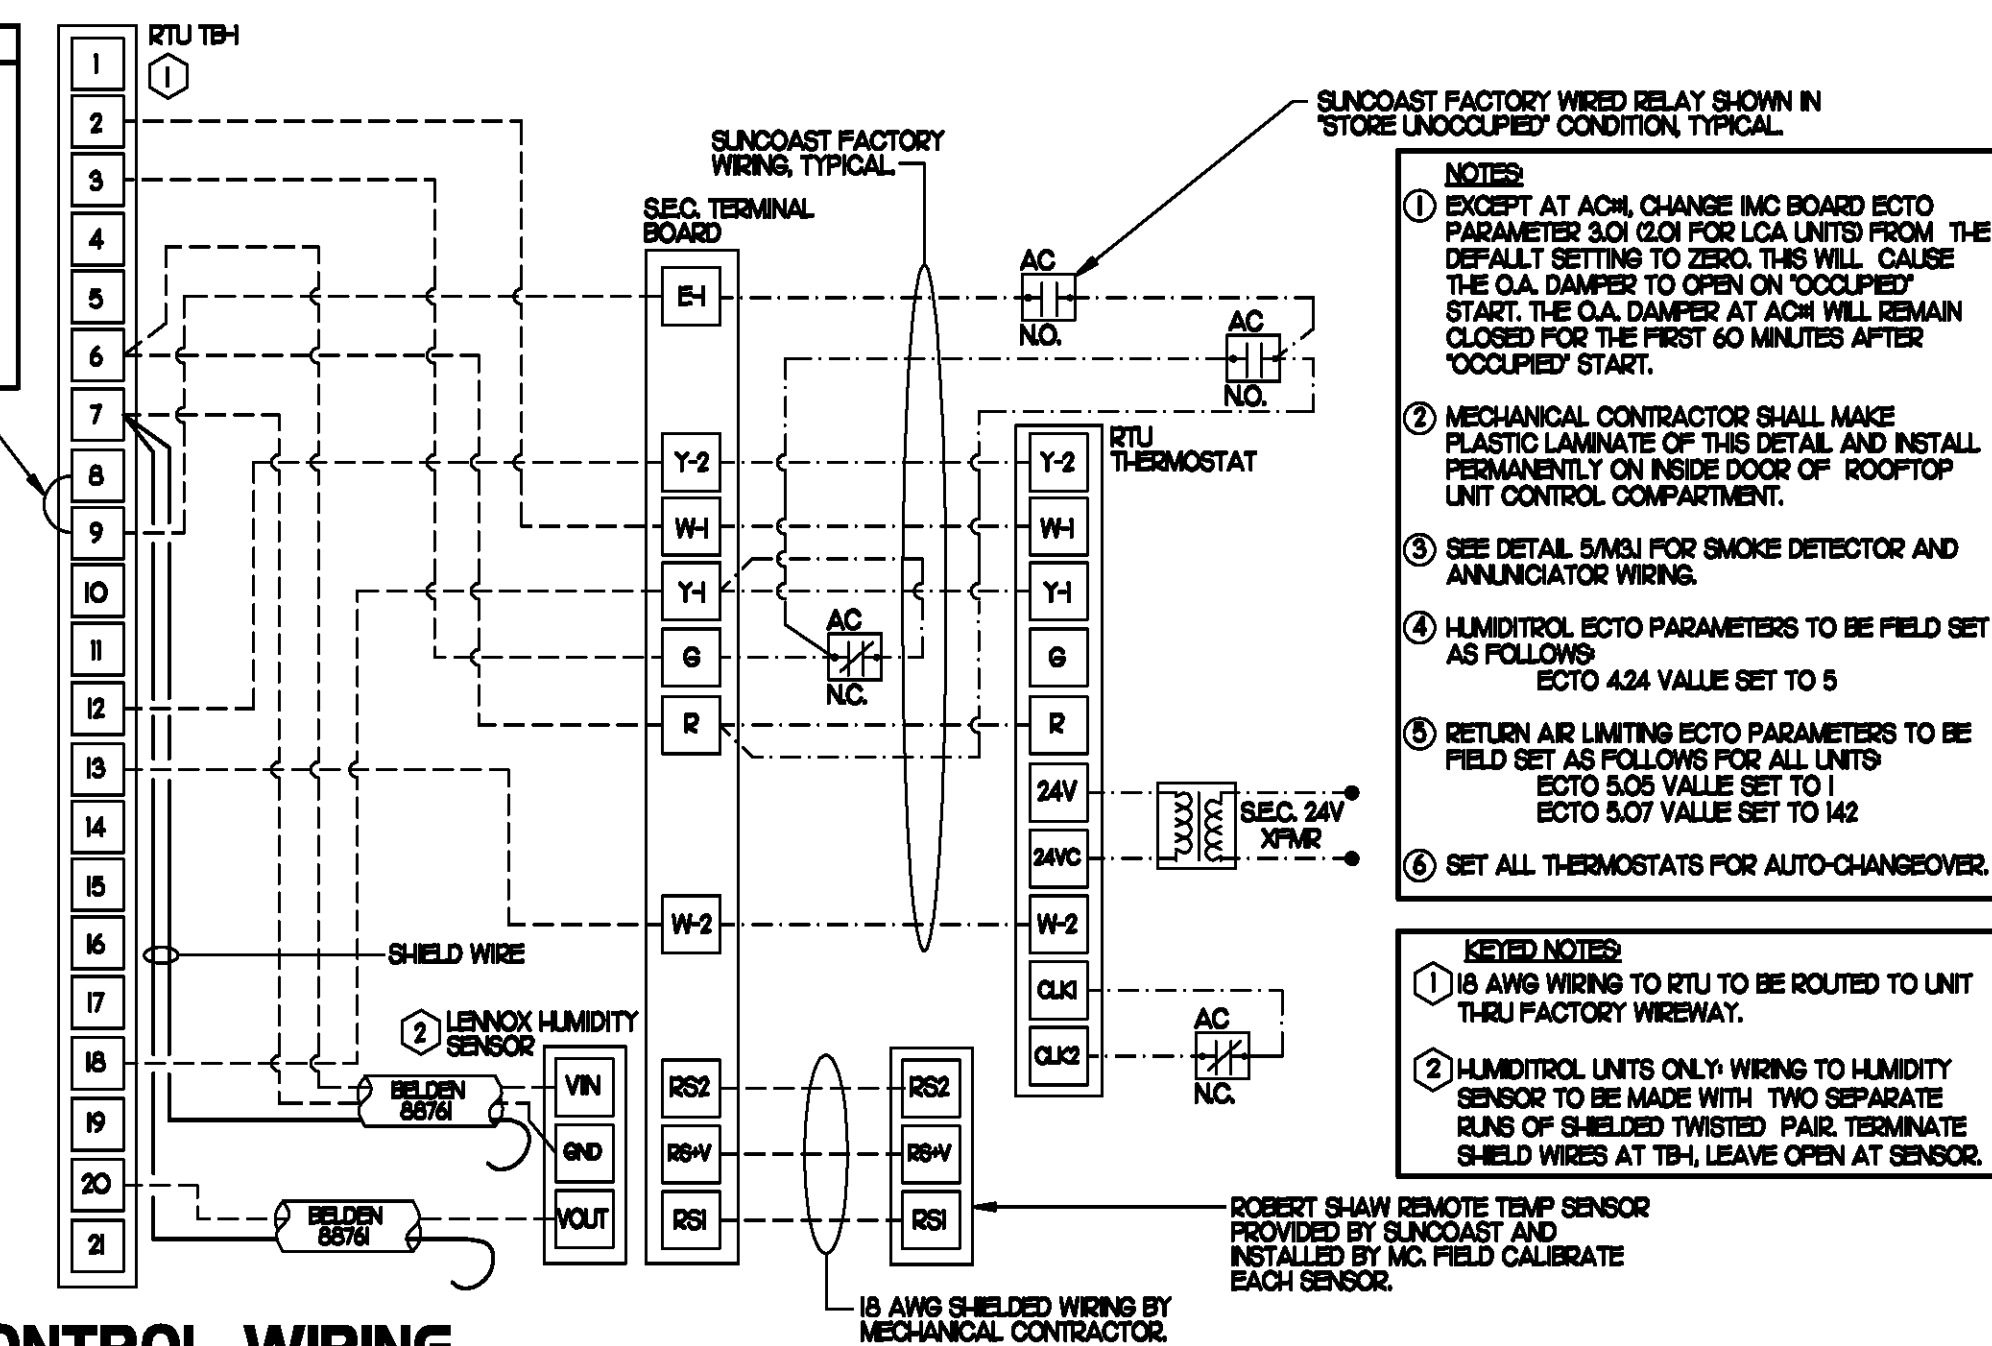 RTU TB-1
1
1
2
3
4
5
6
7
8
9
10
11
12
13
14
15
16
17
18
19
20
21
SUNCOAST FACTORY
WIRING, TYPICAL.
S.E.C. TERMINAL
BOARD
E-1
Y-2
W-1
Y-1
G
R
W-2
RS2
RS+V
RS1
SUNCOAST FACTORY WIRED RELAY SHOWN IN
"STORE UNOCCUPIED" CONDITION, TYPICAL.
AC
N.O.
AC
N.O.
AC
N.C.
RTU
THERMOSTAT
Y-2
W-1
Y-1
G
R
24V
24VC
W-2
CLK1
CLK2
S.E.C. 24V
XFMR
AC
N.C.
SHIELD WIRE
2
LENNOX HUMIDITY
SENSOR
BELDEN
88761
BELDEN
88761
VIN
GND
VOUT
RS2
RS+V
RS1
18 AWG SHIELDED WIRING BY
MECHANICAL CONTRACTOR.
ROBERT SHAW REMOTE TEMP SENSOR
PROVIDED BY SUNCOAST AND
INSTALLED BY MC. FIELD CALIBRATE
EACH SENSOR.
NOTES:
1 EXCEPT AT AC#1, CHANGE IMC BOARD ECTO
PARAMETER 3.01 (2.01 FOR LCA UNITS) FROM THE
DEFAULT SETTING TO ZERO. THIS WILL CAUSE
THE O.A. DAMPER TO OPEN ON "OCCUPIED"
START. THE O.A. DAMPER AT AC#1 WILL REMAIN
CLOSED FOR THE FIRST 60 MINUTES AFTER
"OCCUPIED" START.
2 MECHANICAL CONTRACTOR SHALL MAKE
PLASTIC LAMINATE OF THIS DETAIL AND INSTALL
PERMANENTLY ON INSIDE DOOR OF ROOFTOP
UNIT CONTROL COMPARTMENT.
3 SEE DETAIL 5/M3.1 FOR SMOKE DETECTOR AND
ANNUNICIATOR WIRING.
4 HUMIDITROL ECTO PARAMETERS TO BE FIELD SET
AS FOLLOWS:
ECTO 4.24 VALUE SET TO 5
5 RETURN AIR LIMITING ECTO PARAMETERS TO BE
FIELD SET AS FOLLOWS FOR ALL UNITS:
ECTO 5.05 VALUE SET TO 1
ECTO 5.07 VALUE SET TO 142
6 SET ALL THERMOSTATS FOR AUTO-CHANGEOVER.
KEYED NOTES:
1 18 AWG WIRING TO RTU TO BE ROUTED TO UNIT
THRU FACTORY WIREWAY.
2 HUMIDITROL UNITS ONLY: WIRING TO HUMIDITY
SENSOR TO BE MADE WITH TWO SEPARATE
RUNS OF SHIELDED TWISTED PAIR. TERMINATE
SHIELD WIRES AT TB-1, LEAVE OPEN AT SENSOR.
WIRING